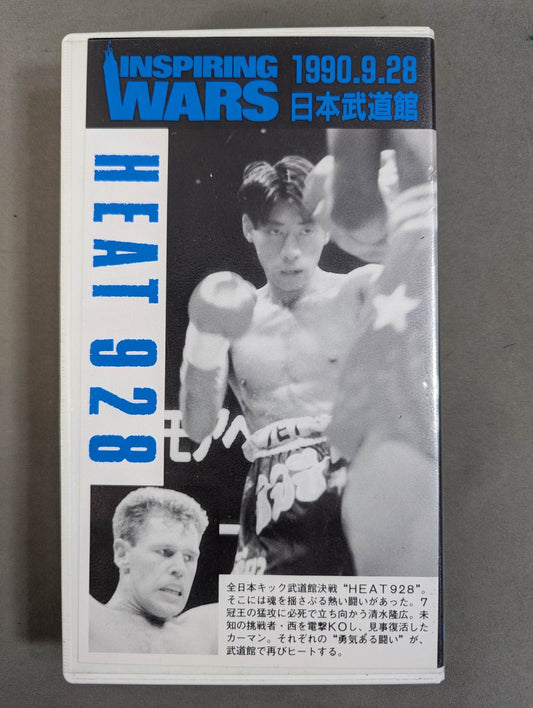 INSPIRING
WARS
1990.9.28
日本武道館
HEAT 928
モアヘ
全日本キック武道館決戦“HEAT928”。
そこには魂を揺さぶる熱い闘いがあった。7
冠王の猛攻に必死で立ち向かう清水隆広。未
知の挑戦者・西を電撃KOし、見事復活した
カーマン。それぞれの“勇気ある闘い”が、
武道館で再びヒートする。